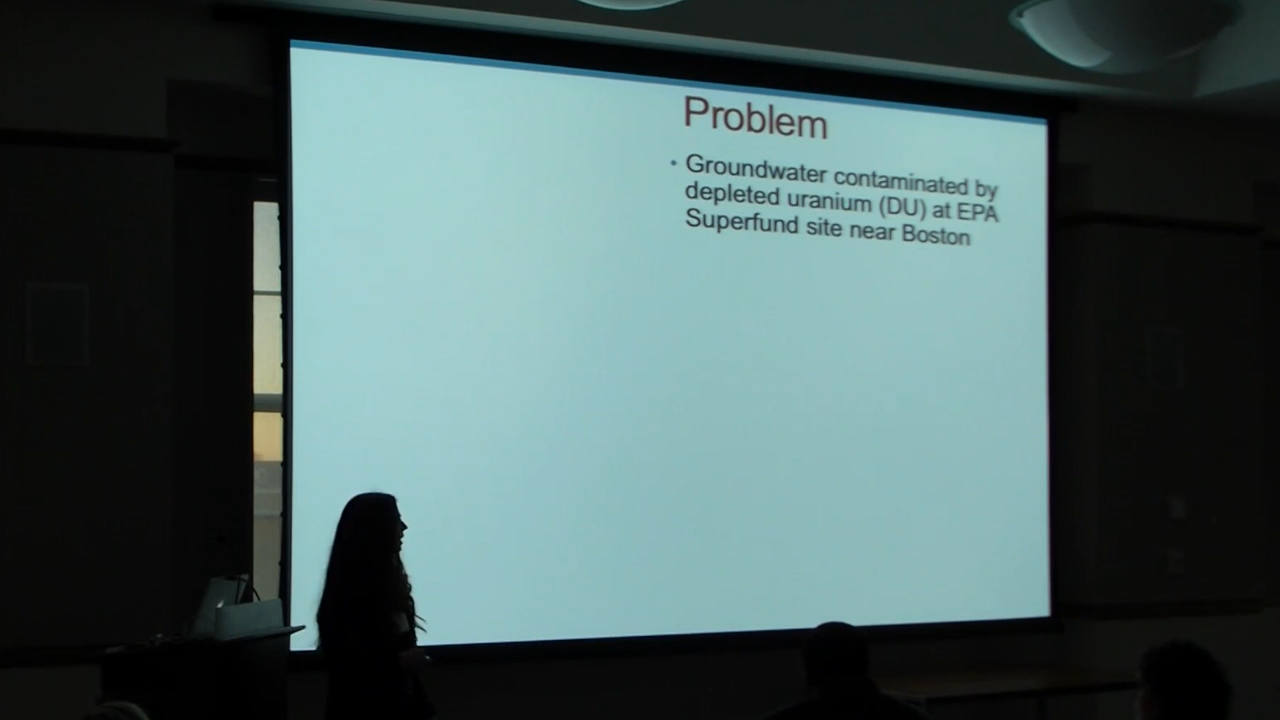 Problem
• Groundwater contaminated by
depleted uranium (DU) at EPA
Superfund site near Boston